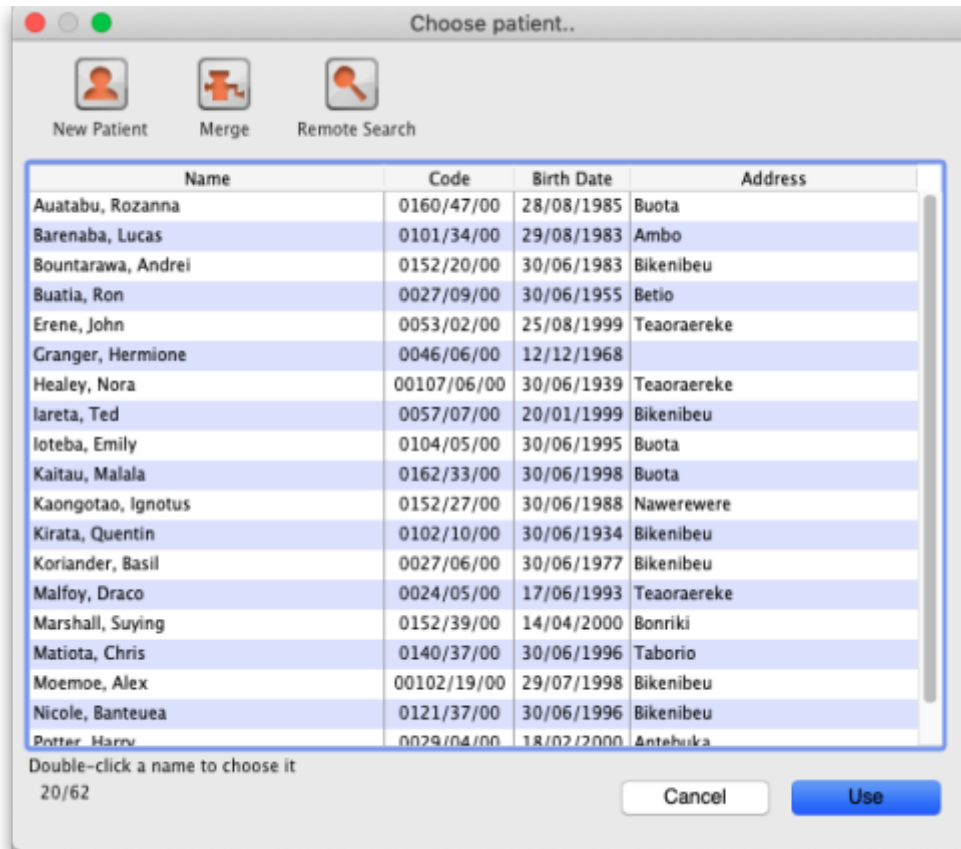 Choose patient..
New Patient Merge Remote Search
Name Code Birth Date Address
Auatabu, Rozanna 0160/47/00 28/08/1985 Buota
Barenaba, Lucas 0101/34/00 29/08/1983 Ambo
Bountarawa, Andrei 0152/20/00 30/06/1983 Bikenibeu
Buatia, Ron 0027/09/00 30/06/1955 Betio
Erene, John 0053/02/00 25/08/1999 Teaoraereke
Granger, Hermione 0046/06/00 12/12/1968
Healey, Nora 00107/06/00 30/06/1939 Teaoraereke
Iareta, Ted 0057/07/00 20/01/1999 Bikenibeu
Ioteba, Emily 0104/05/00 30/06/1995 Buota
Kaitau, Malala 0162/33/00 30/06/1998 Buota
Kaongotao, Ignotus 0152/27/00 30/06/1988 Nawerewere
Kirata, Quentin 0102/10/00 30/06/1934 Bikenibeu
Koriander, Basil 0027/06/00 30/06/1977 Bikenibeu
Malfoy, Draco 0024/05/00 17/06/1993 Teaoraereke
Marshall, Suying 0152/39/00 14/04/2000 Bonriki
Matiota, Chris 0140/37/00 30/06/1996 Taborio
Moemoe, Alex 00102/19/00 29/07/1998 Bikenibeu
Nicole, Banteuea 0121/37/00 30/06/1996 Bikenibeu
Potter, Harry 0029/04/00 18/02/2000 Antebuka
Double-click a name to choose it
20/62
Cancel Use